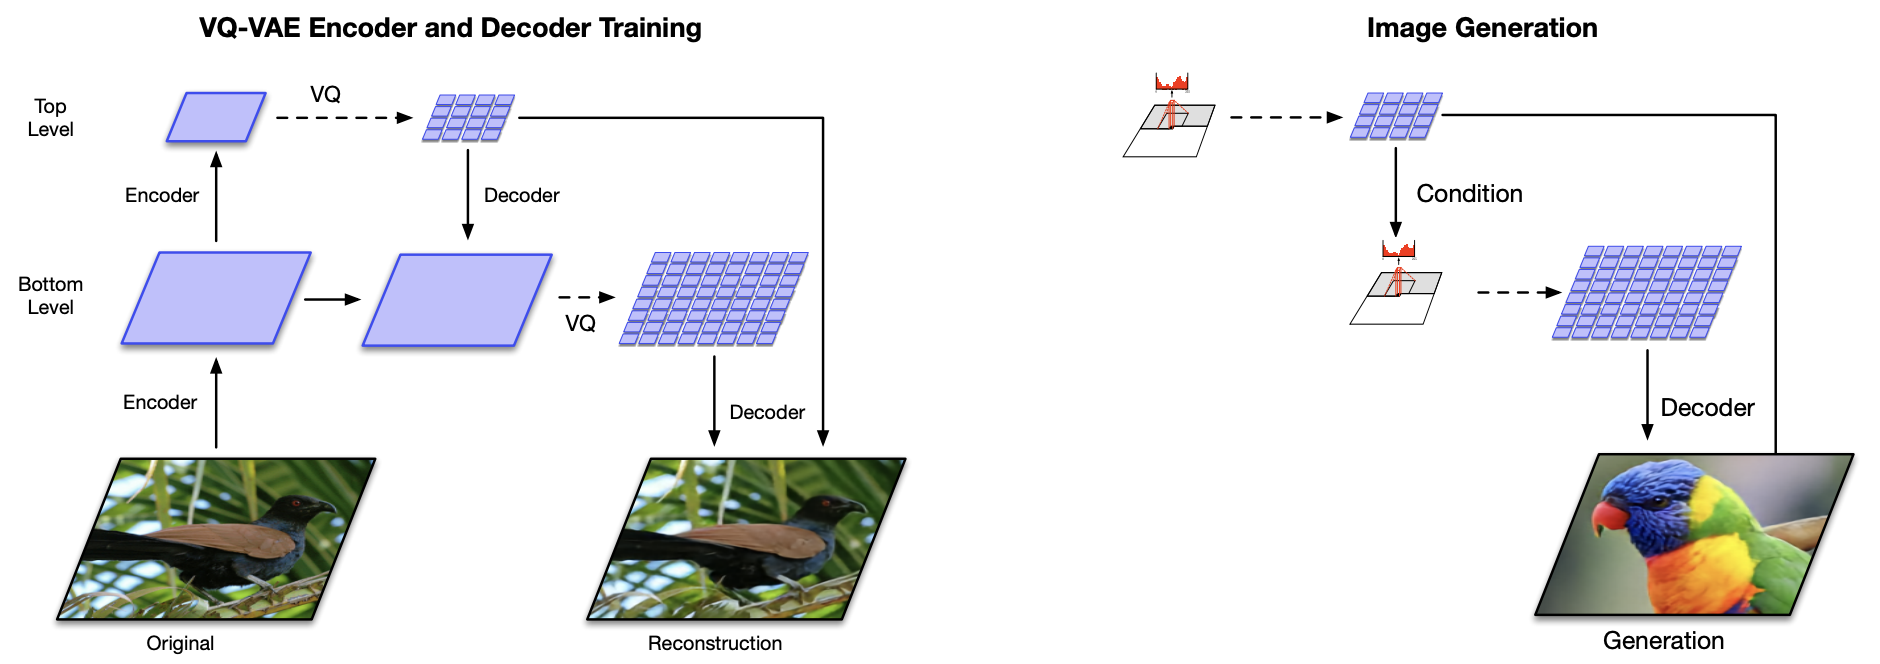 VQ-VAE Encoder and Decoder Training
Top
Level
VQ
Encoder
Decoder
Bottom
Level
VQ
Encoder
Decoder
Original
Reconstruction
Image Generation
Condition
Decoder
Generation